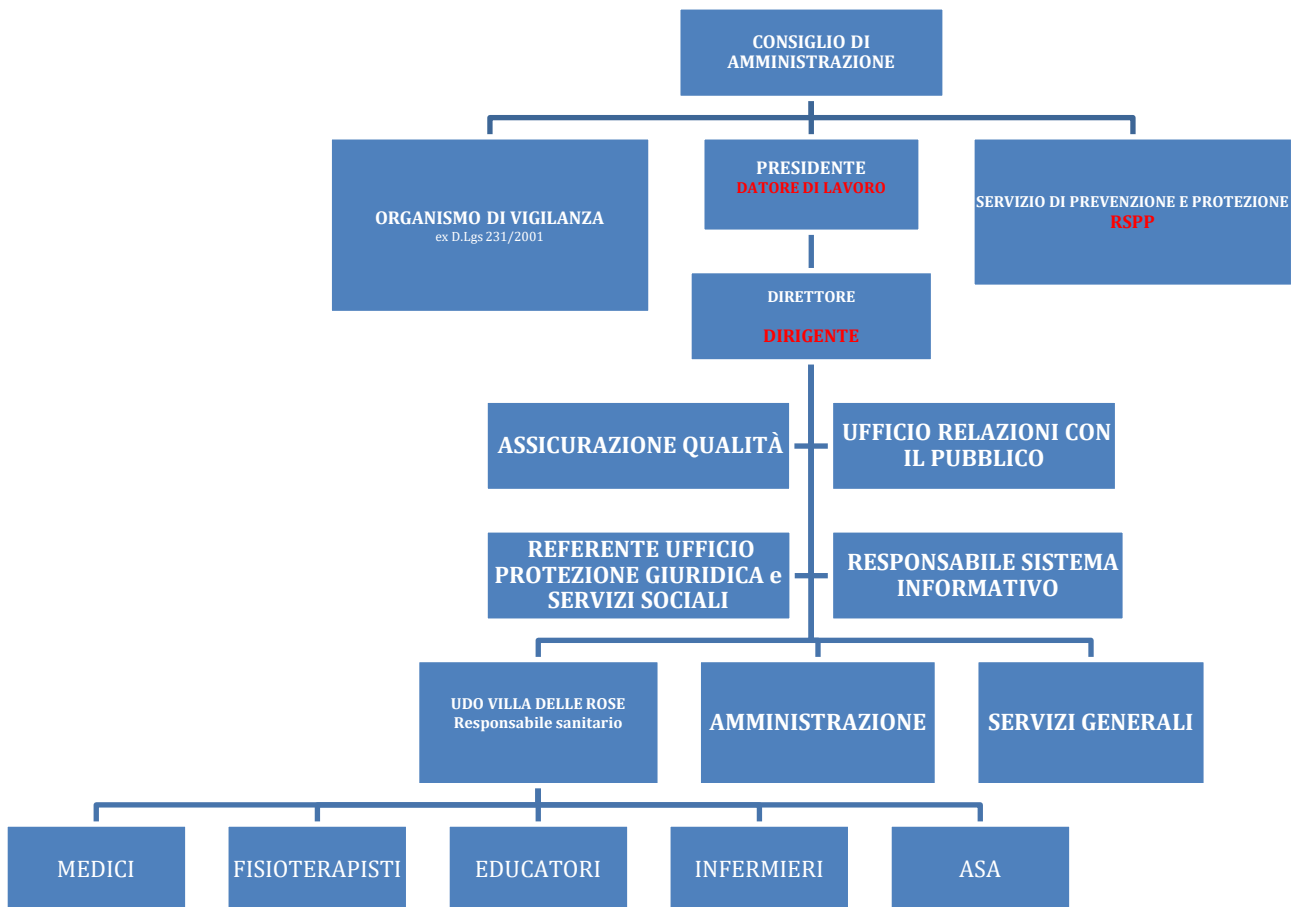 CONSIGLIO DI
AMMINISTRAZIONE
ORGANISMO DI VIGILANZA
ex D.Lgs 231/2001
PRESIDENTE
DATORE DI LAVORO
SERVIZIO DI PREVENZIONE E PROTEZIONE
RSPP
DIRETTORE
DIRIGENTE
ASSICURAZIONE QUALITÀ
UFFICIO RELAZIONI CON
IL PUBBLICO
REFERENTE UFFICIO
PROTEZIONE GIURIDICA e
SERVIZI SOCIALI
RESPONSABILE SISTEMA
INFORMATIVO
UDO VILLA DELLE ROSE
Responsabile sanitario
AMMINISTRAZIONE
SERVIZI GENERALI
MEDICI
FISIOTERAPISTI
EDUCATORI
INFERMIERI
ASA